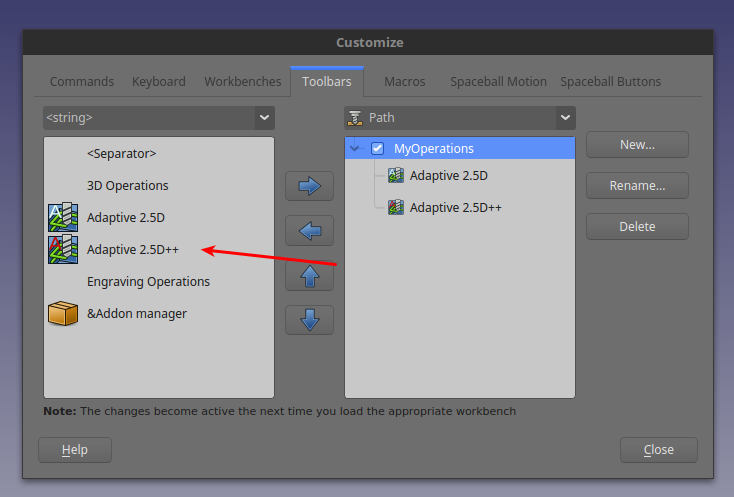 Customize
Commands Keyboard Workbenches Toolbars Macros Spaceball Motion Spaceball Buttons
<string>
<Separator>
3D Operations
Adaptive 2.5D
Adaptive 2.5D++
Engraving Operations
&Addon manager
Path
MyOperations
Adaptive 2.5D
Adaptive 2.5D++
New...
Rename...
Delete
Note: The changes become active the next time you load the appropriate workbench
Help
Close